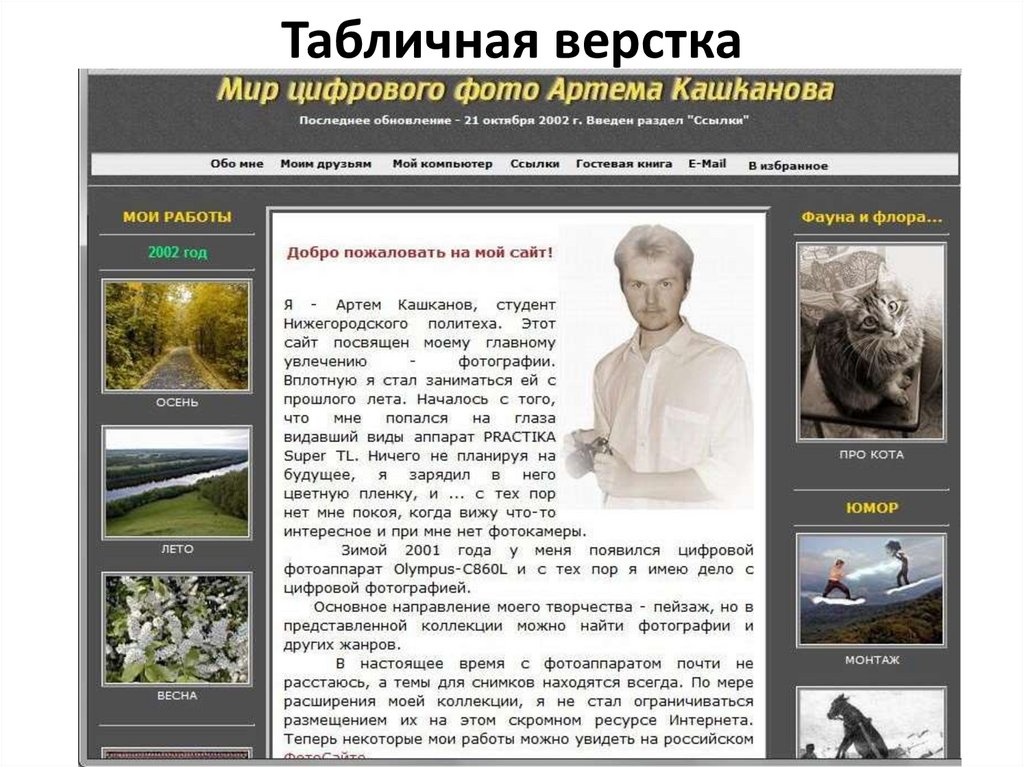 Табличная верстка
Мир цифрового фото Артема Кашканова
Последнее обновление - 21 октября 2002 г. Введен раздел "Ссылки"
Обо мне Моим друзьям Мой компьютер Ссылки Гостевая книга E-Mail В избранное
МОИ РАБОТЫ
2002 год
ОСЕНЬ
ЛЕТО
ВЕСНА
Добро пожаловать на мой сайт!
Я - Артем Кашканов, студент
Нижегородского политеха. Этот
сайт посвящен моему главному
увлечению - фотографии.
Вплотную я стал заниматься ей с
прошлого лета. Началось с того,
что мне попался на глаза
видавший виды аппарат PRACTIKA
Super TL. Ничего не планируя на
будущее, я зарядил в него
цветную пленку, и ... с тех пор
нет мне покоя, когда вижу что-то
интересное и при мне нет фотокамеры.
Зимой 2001 года у меня появился цифровой
фотоаппарат Olympus-C860L и с тех пор я имею дело с
цифровой фотографией.
Основное направление моего творчества - пейзаж, но в
представленной коллекции можно найти фотографии и
других жанров.
В настоящее время с фотоаппаратом почти не
расстаюсь, а темы для снимков находятся всегда. По мере
расширения моей коллекции, я не стал ограничиваться
размещением их на этом скромном ресурсе Интернета.
Теперь некоторые мои работы можно увидеть на российском
ФотоСайте
Фауна и флора...
ПРО КОТА
ЮМОР
МОНТАЖ